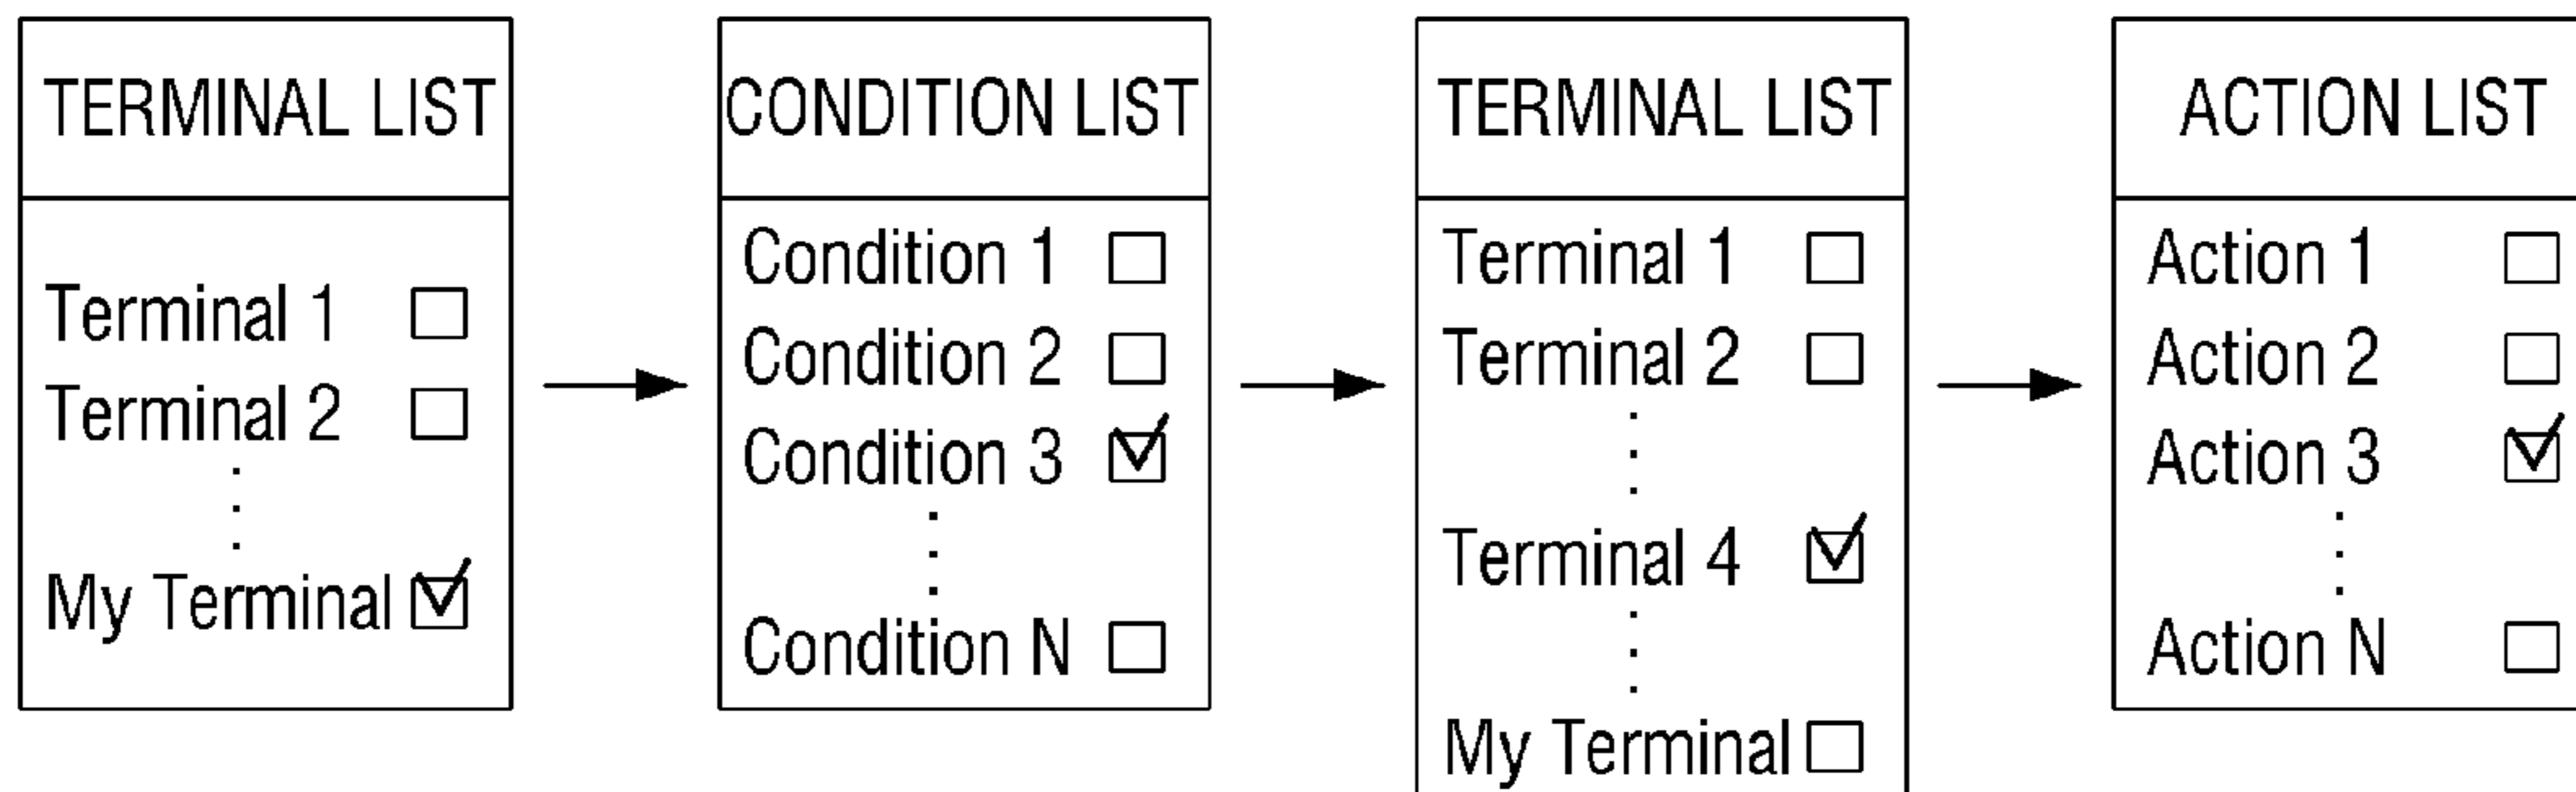 TERMINAL LIST
Terminal 1
Terminal 2
My Terminal
CONDITION LIST
Condition 1
Condition 2
Condition 3
Condition N
TERMINAL LIST
Terminal 1
Terminal 2
Terminal 4
My Terminal
ACTION LIST
Action 1
Action 2
Action 3
Action N